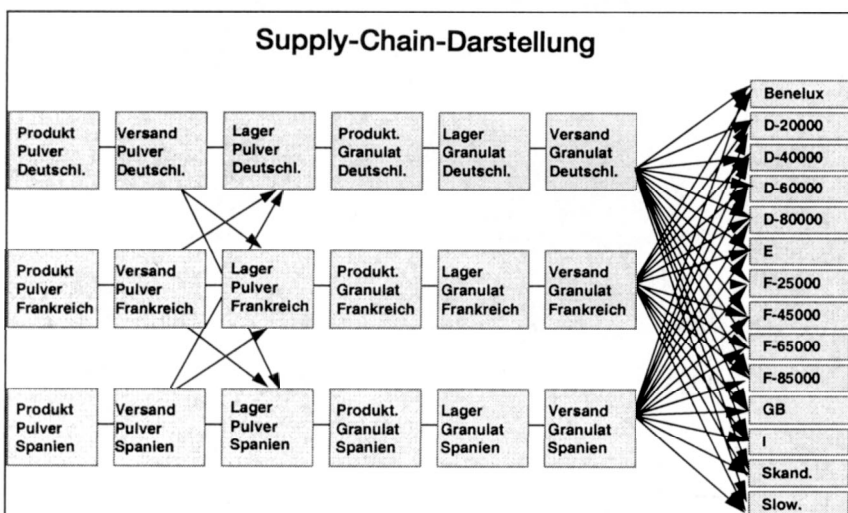 Supply-Chain-Darstellung
Produkt
Pulver
Deutschl.
Versand
Pulver
Deutschl.
Lager
Pulver
Deutschl.
Produkt.
Granulat
Deutschl.
Lager
Granulat
Deutschl.
Versand
Granulat
Deutschl.
Produkt
Pulver
Frankreich
Versand
Pulver
Frankreich
Lager
Pulver
Frankreich
Produkt.
Granulat
Frankreich
Lager
Granulat
Frankreich
Versand
Granulat
Frankreich
Produkt
Pulver
Spanien
Versand
Pulver
Spanien
Lager
Pulver
Spanien
Produkt.
Granulat
Spanien
Lager
Granulat
Spanien
Versand
Granulat
Spanien
Benelux
D-20000
D-40000
D-60000
D-80000
E
F-25000
F-45000
F-65000
F-85000
GB
I
Skand.
Slow.